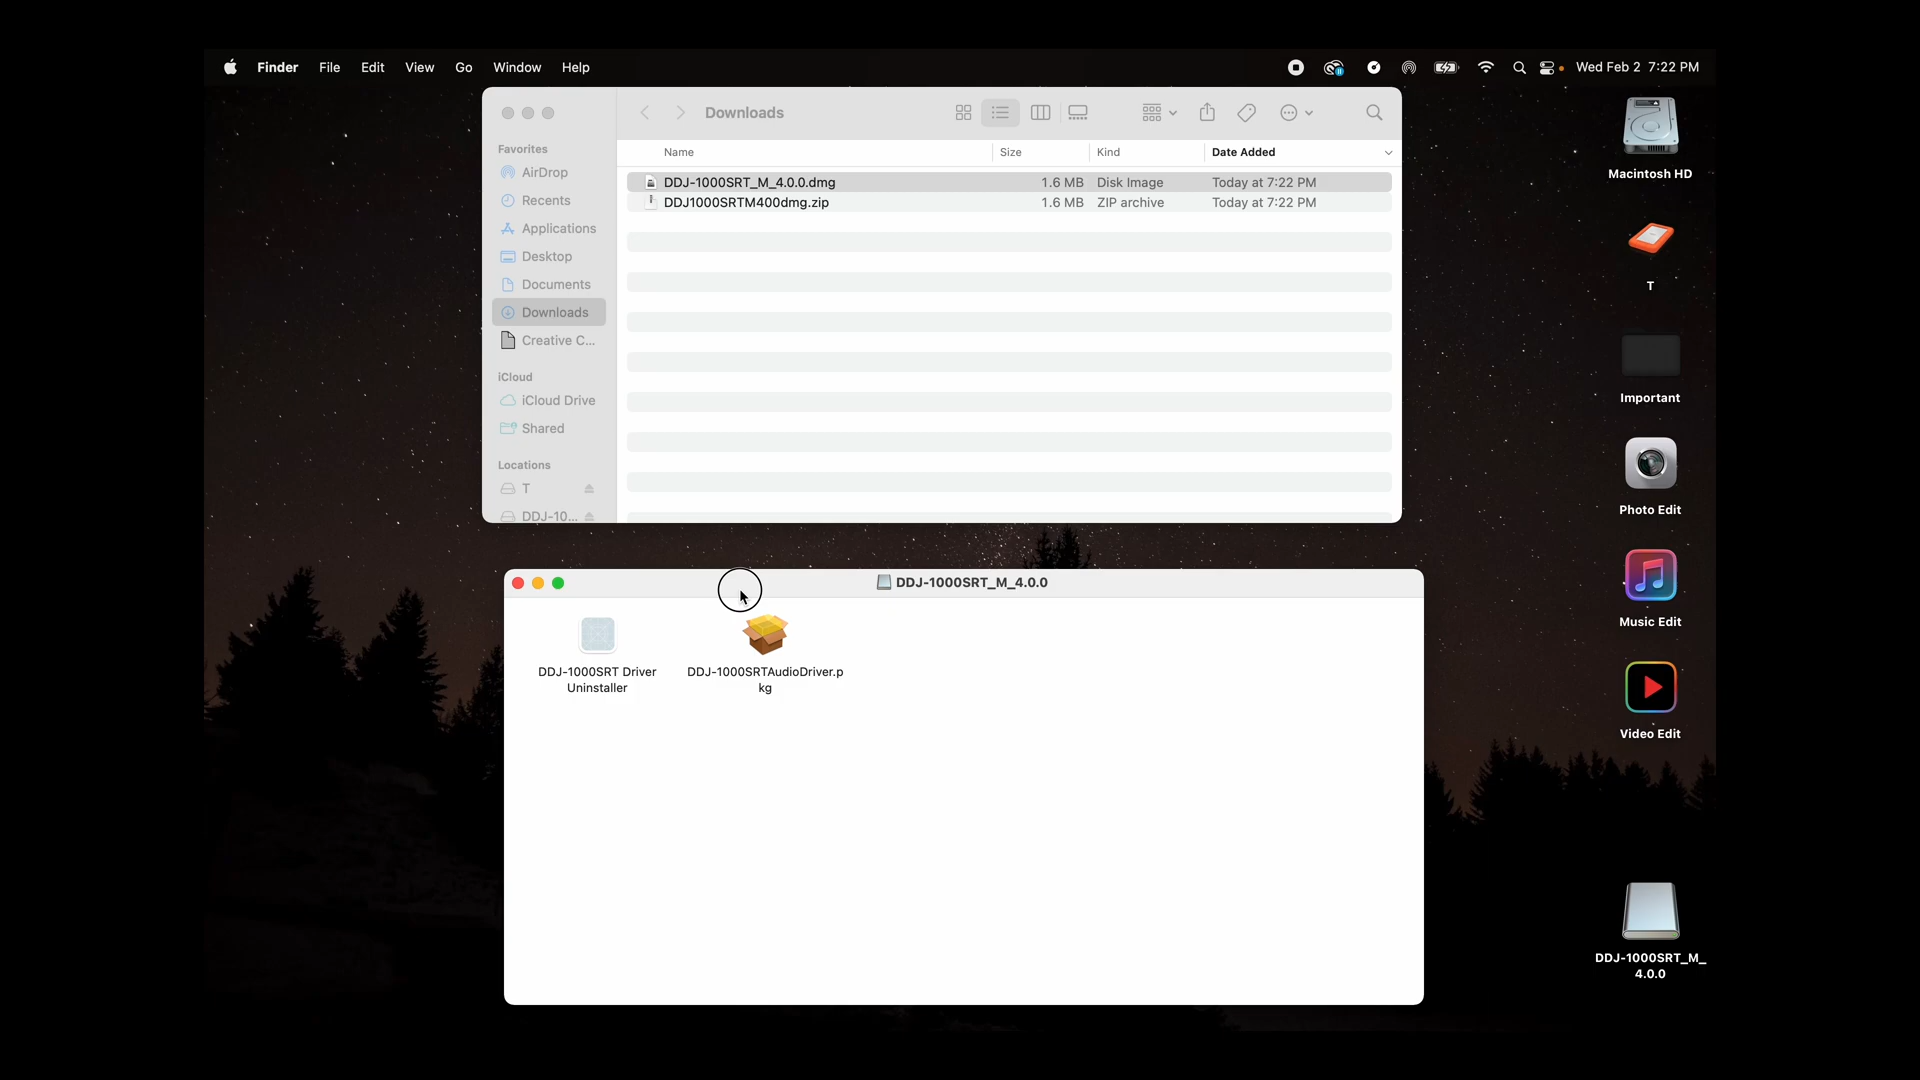 Finder File Edit View Go Window Help Wed Feb 2 7:22 PM
Downloads
Favorites
AirDrop
Recents
Applications
Desktop
Documents
Downloads
Creative C...
iCloud
iCloud Drive
Shared
Locations
T
DDJ-10...
Name Size Kind Date Added
DDJ-1000SRT_M_4.0.0.dmg 1.6 MB Disk Image Today at 7:22 PM
DDJ1000SRTM400dmg.zip 1.6 MB ZIP archive Today at 7:22 PM
DDJ-1000SRT_M_4.0.0
DDJ-1000SRT Driver
Uninstaller
DDJ-1000SRTAudioDriver.p
kg
Macintosh HD
T
Important
Photo Edit
Music Edit
Video Edit
DDJ-1000SRT_M_
4.0.0